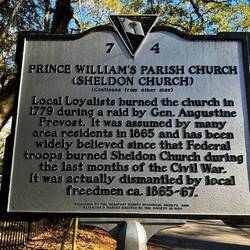 7 4
PRINCE WILLIAM'S PARISH CHURCH
(SHELDON CHURCH)
(Continued from other side)
Local Loyalists burned the church in
1779 during a raid by Gen. Augustine
Prevost. It was assumed by many
area residents in 1865 and has been
widely believed since that Federal
troops burned Sheldon Church during
the last months of the Civil War.
It was actually dismantled by local
freedmen ca. 1865-67.